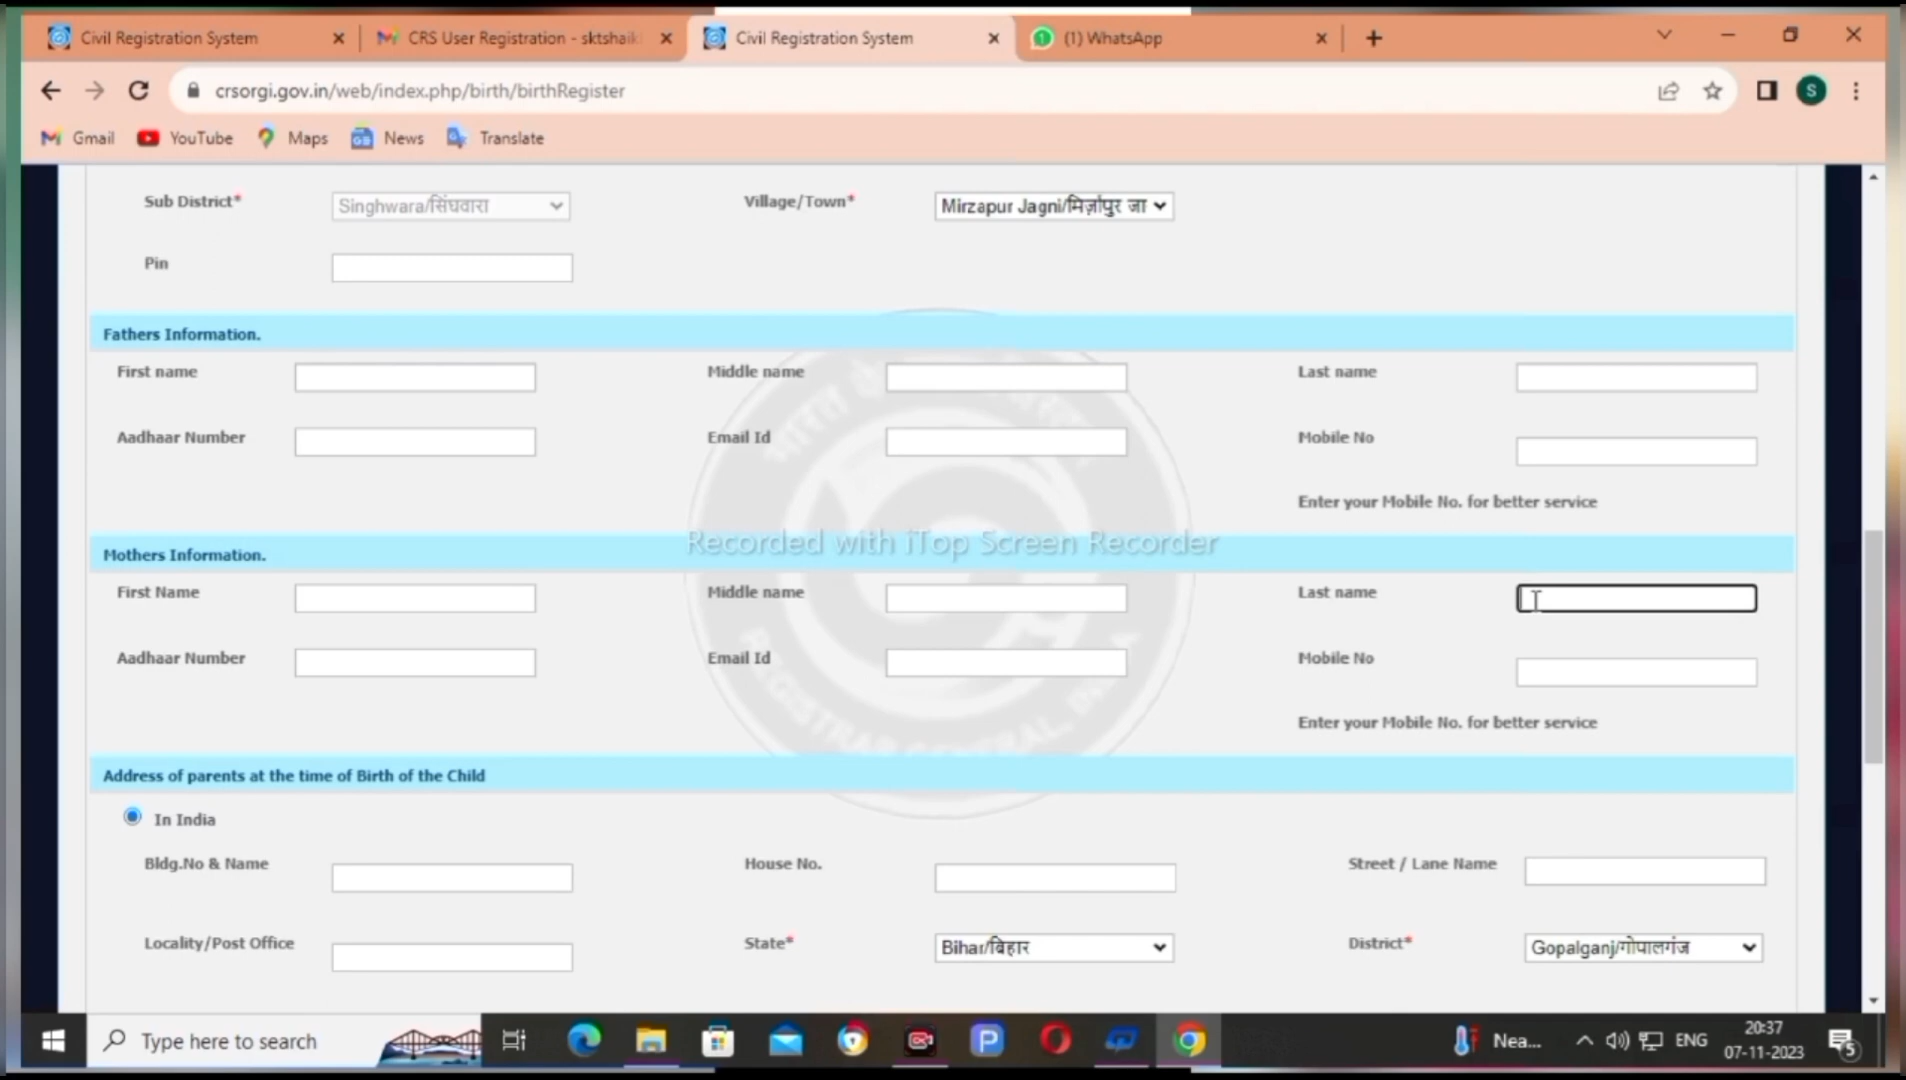 Civil Registration System
CRS User Registration - sktshaik
Civil Registration System
(1) WhatsApp
crsorgi.gov.in/web/index.php/birth/birthRegister
S
Gmail
YouTube
Maps
News
Translate
Sub District*
Singhwara/सिंघवारा
Village/Town*
Mirzapur Jagni/मिर्ज़ापुर जा
Pin
Fathers Information.
First name
Middle name
Last name
Aadhaar Number
Email Id
Mobile No
Enter your Mobile No. for better service
Recorded with iTop Screen Recorder
Mothers Information.
First Name
Middle name
Last name
Aadhaar Number
Email Id
Mobile No
REGISTRAR GENERAL,
Enter your Mobile No. for better service
Address of parents at the time of Birth of the Child
In India
Bldg.No & Name
House No.
Street / Lane Name
Locality/Post Office
State*
Bihar/बिहार
District*
Gopalganj/गोपालगंज
Type here to search
Nea...
ENG
20:37
07-11-2023
5